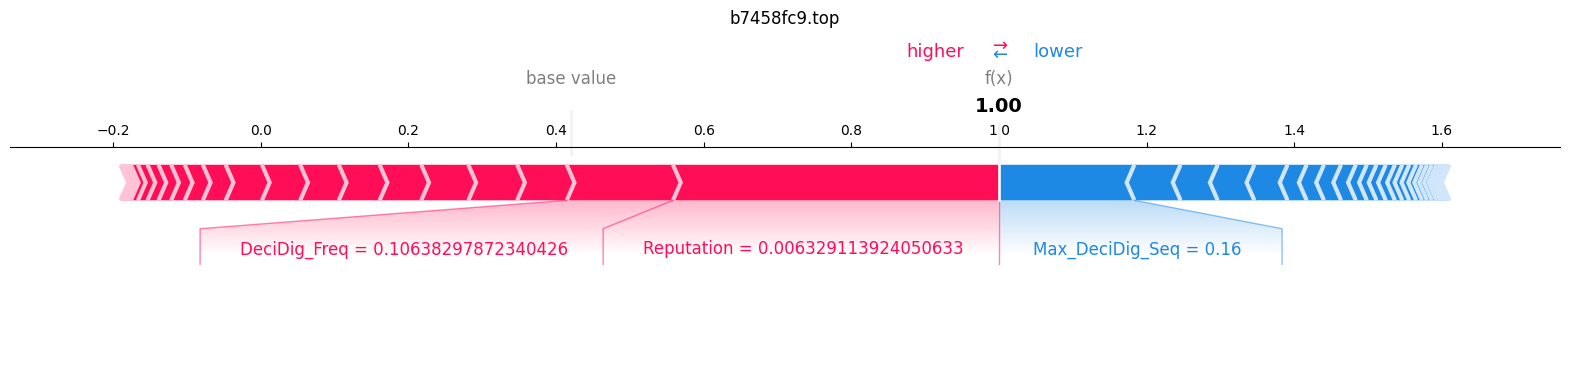 b7458fc9.top
higher ⇄ lower
base value f(x)
1.00
−0.2 0.0 0.2 0.4 0.6 0.8 1.0 1.2 1.4 1.6
DeciDig_Freq = 0.10638297872340426 Reputation = 0.006329113924050633 Max_DeciDig_Seq = 0.16